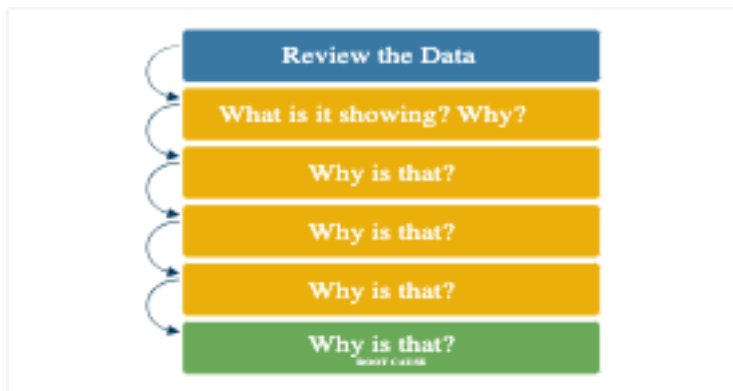 Review the Data
What is it showing? Why?
Why is that?
Why is that?
Why is that?
Why is that?
ROOT CAUSE